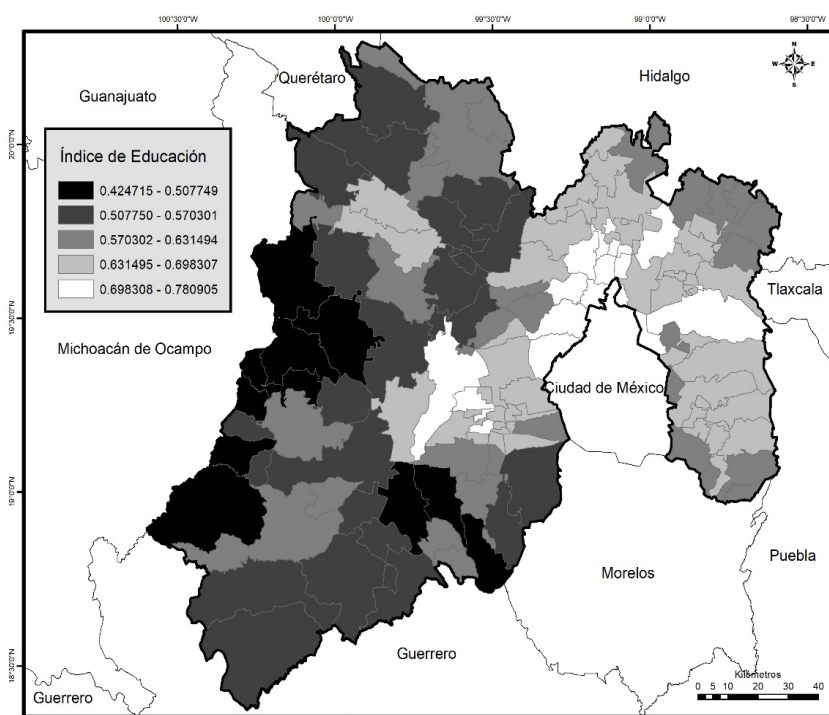 100°30'0"W
100°0'0"W
99°30'0"W
99°0'0"W
98°30'0"W
N
W E
S
Querétaro
Hidalgo
Guanajuato
20°0'0"N
Índice de Educación
0.424715 - 0.507749
0.507750 - 0.570301
0.570302 - 0.631494
0.631495 - 0.698307
0.698308 - 0.780905
Tlaxcala
19°30'0"N
Michoacán de Ocampo
Ciudad de México
19°0'0"N
Puebla
Morelos
Guerrero
18°30'0"N
Kilómetros
Guerrero
0 5 10 20 30 40